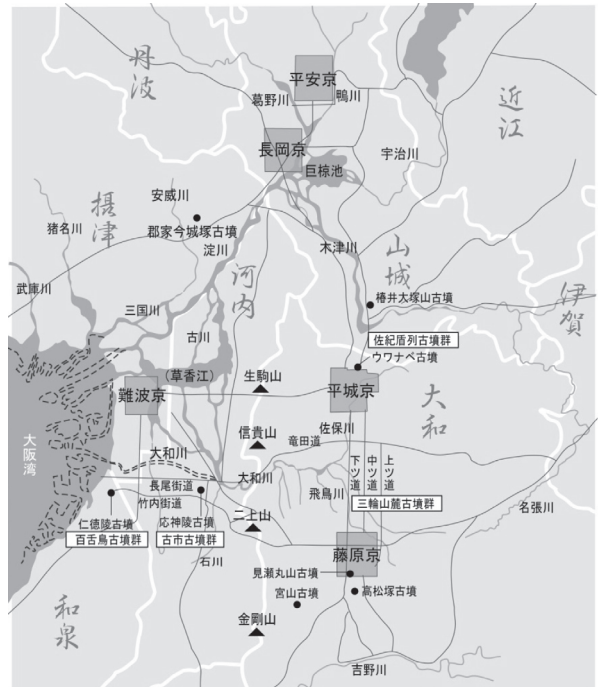 丹波
平安京
近江
葛野川
鴨川
長岡京
巨椋池
宇治川
安威川
摂津
猪名川
郡家今城塚古墳
淀川
木津川
山城
河内
伊賀
武庫川
三国川
椿井大塚山古墳
古川
佐紀盾列古墳群
ウワナベ古墳
(草香江)
生駒山
難波京
平城京
大和
佐保川
大阪湾
信貴山
竜田道
大和川
大和川
下ツ道
中ツ道
上ツ道
長尾街道
竹内街道
飛鳥川
三輪山麓古墳群
名張川
仁徳陵古墳
応神陵古墳
二上山
百舌鳥古墳群
古市古墳群
石川
藤原京
見瀬丸山古墳
宮山古墳
高松塚古墳
和泉
金剛山
吉野川